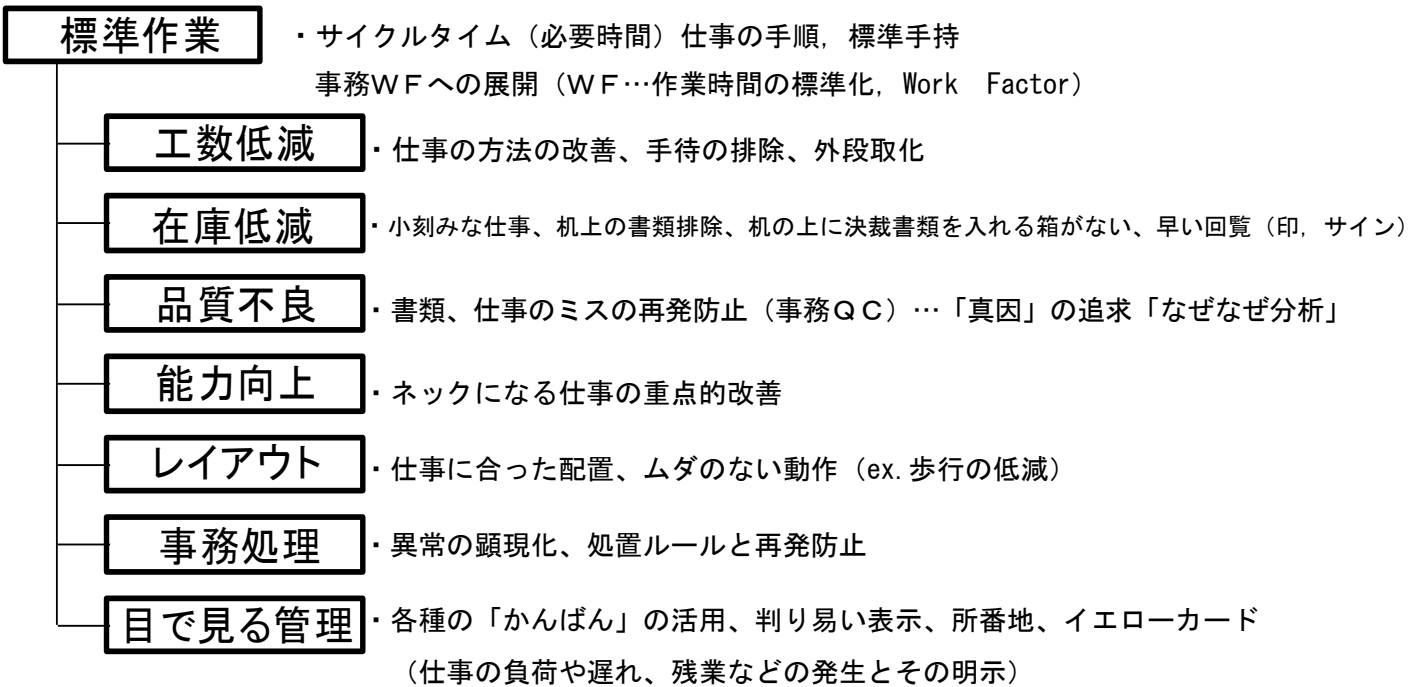 標準作業 ・サイクルタイム（必要時間）仕事の手順，標準手持
事務ＷＦへの展開（ＷＦ…作業時間の標準化，Work Factor）
工数低減 ・仕事の方法の改善、手待の排除、外段取化
在庫低減 ・小刻みな仕事、机上の書類排除、机の上に決裁書類を入れる箱がない、早い回覧（印，サイン）
品質不良 ・書類、仕事のミスの再発防止（事務ＱＣ）…「真因」の追求「なぜなぜ分析」
能力向上 ・ネックになる仕事の重点的改善
レイアウト ・仕事に合った配置、ムダのない動作（ex.歩行の低減）
事務処理 ・異常の顕現化、処置ルールと再発防止
目で見る管理 ・各種の「かんばん」の活用、判り易い表示、所番地、イエローカード
（仕事の負荷や遅れ、残業などの発生とその明示）